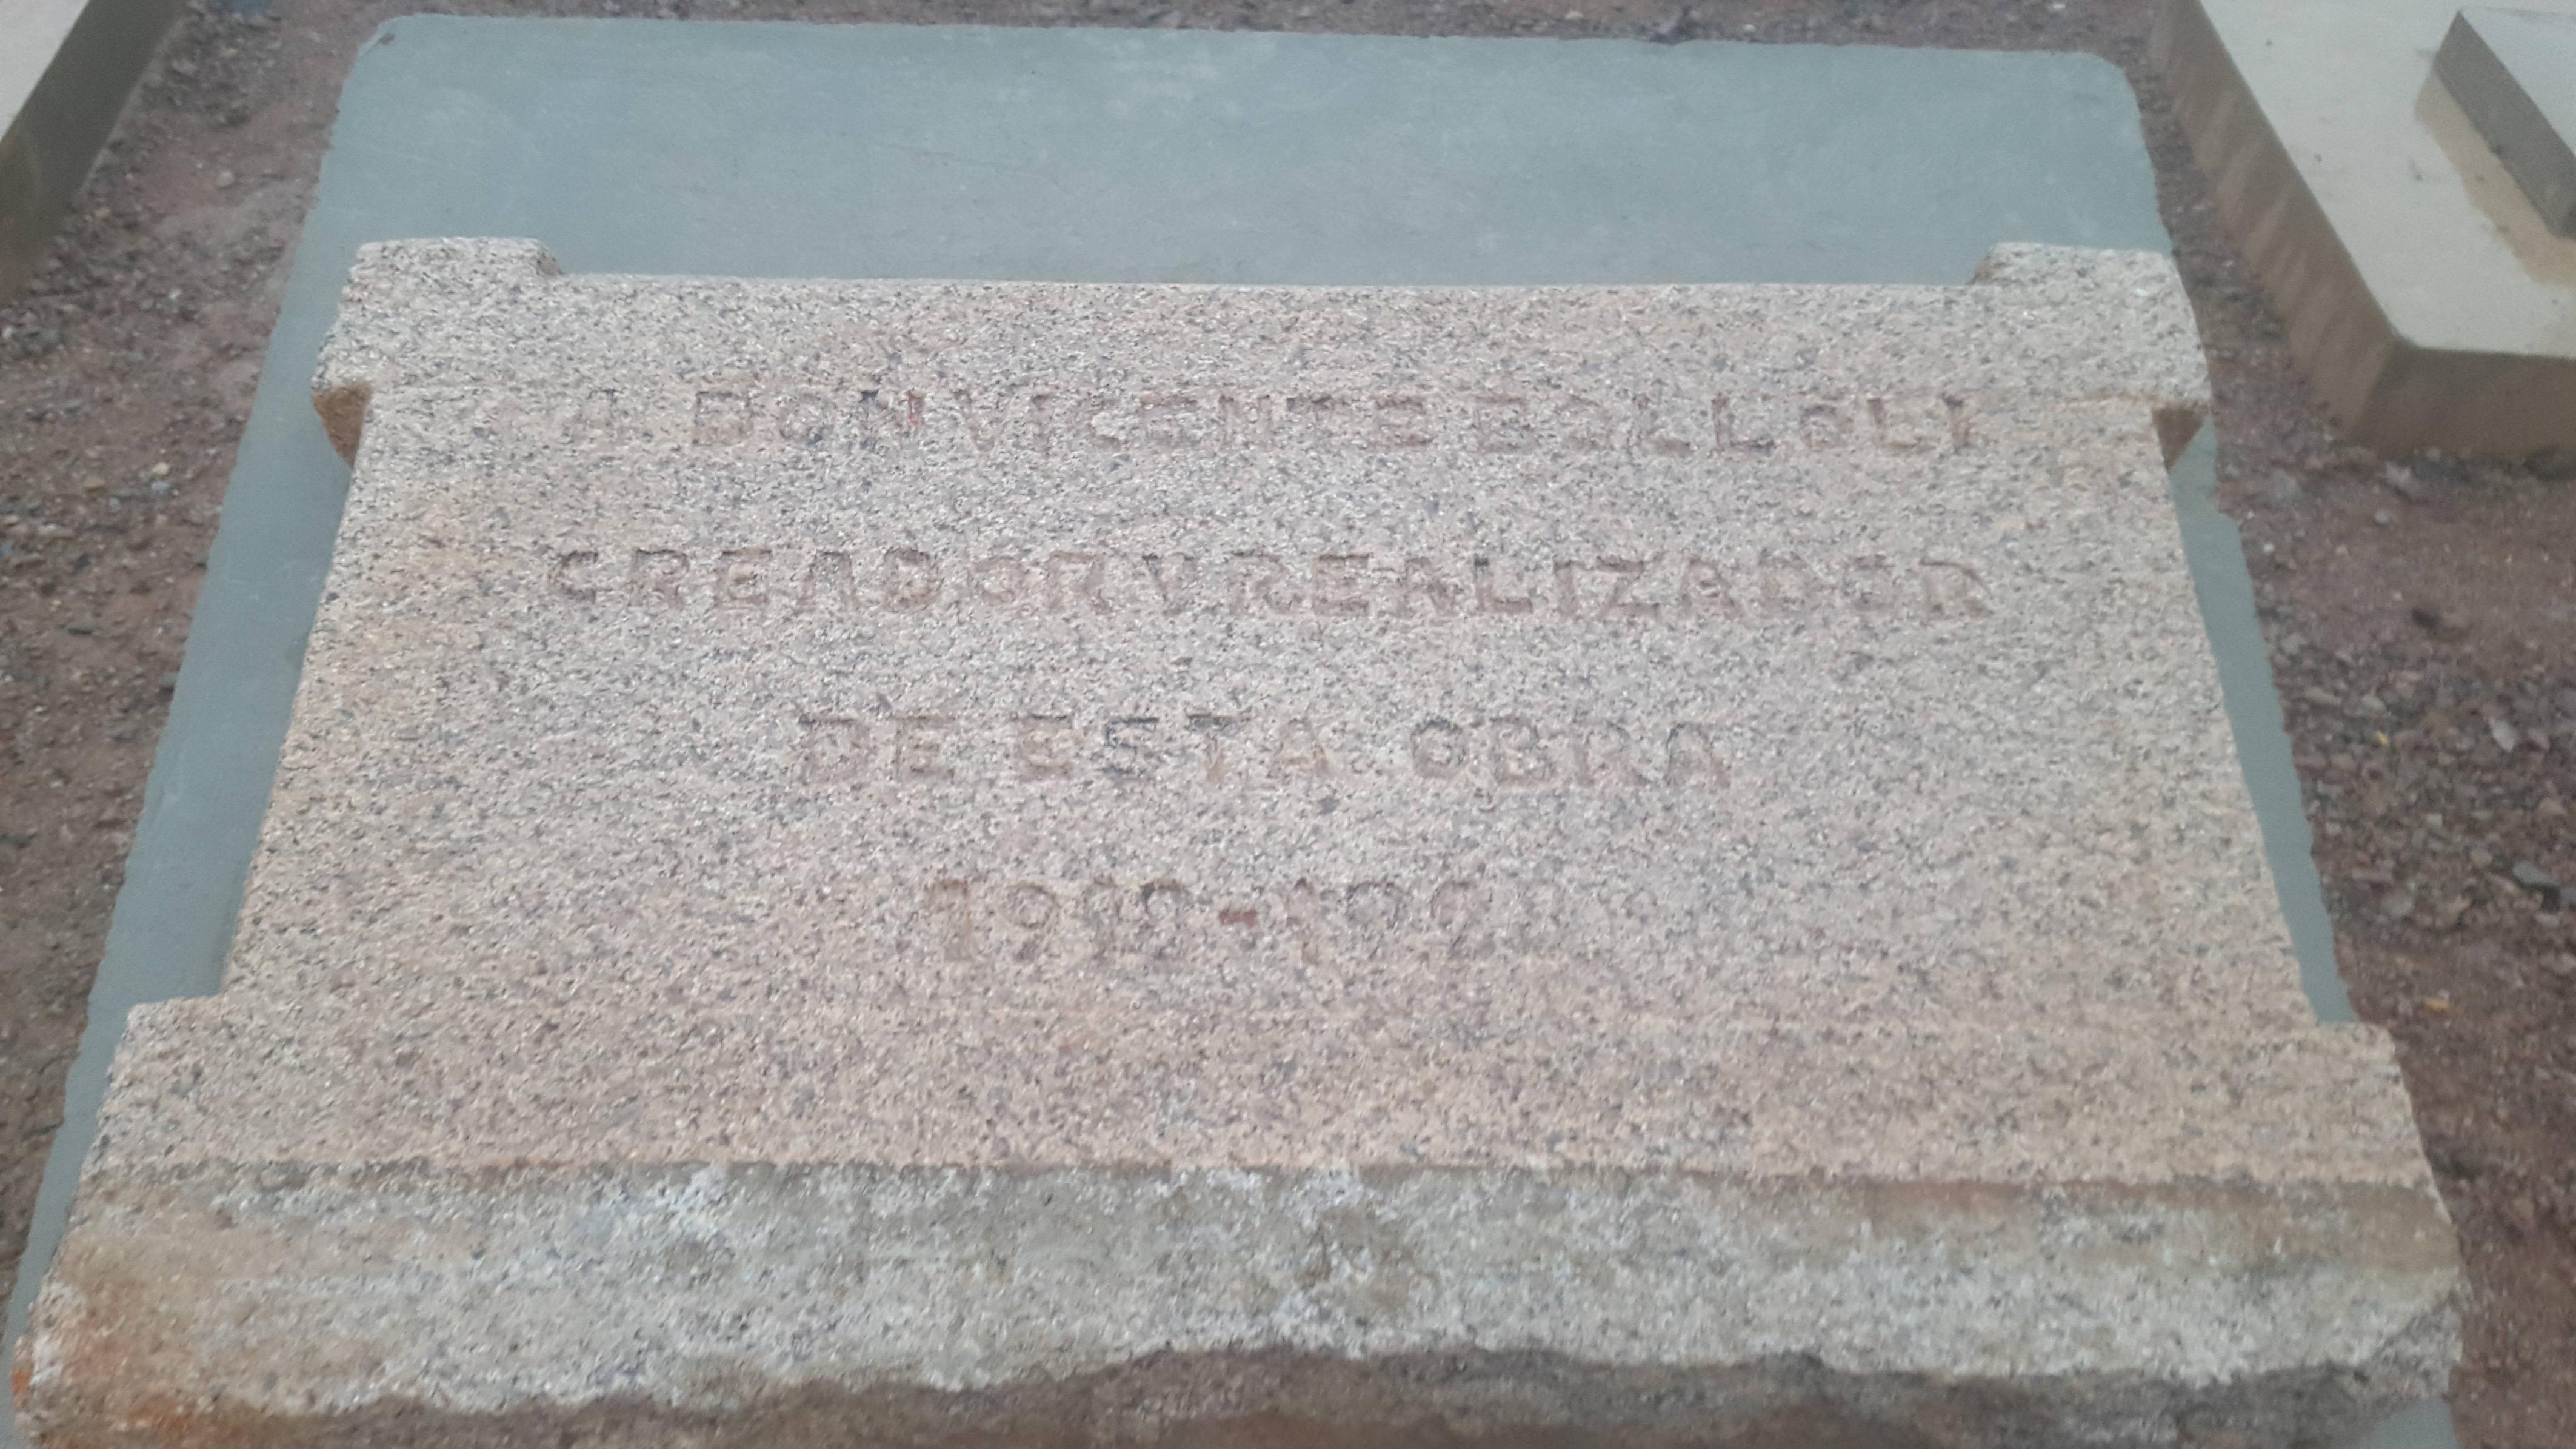 A DON VICENTE
CREADOR Y REALIZADOR
DE ESTA OBRA